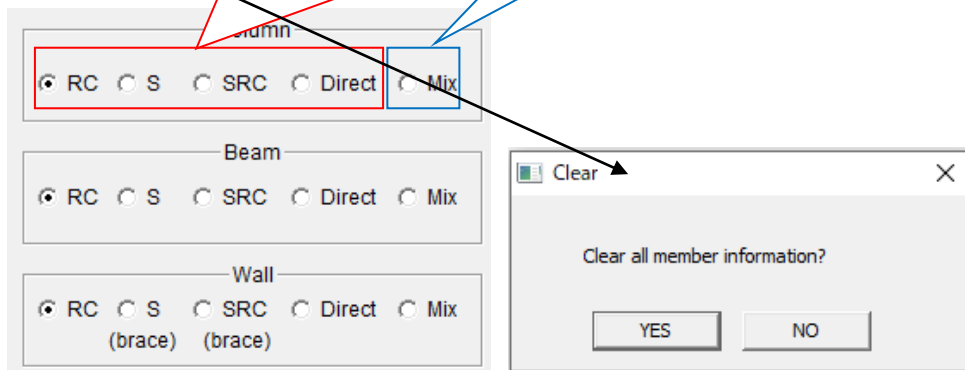 Column
RC S SRC Direct Mix
Beam
RC S SRC Direct Mix
Wall
RC S SRC Direct Mix
(brace) (brace)
Clear
Clear all member information?
YES NO